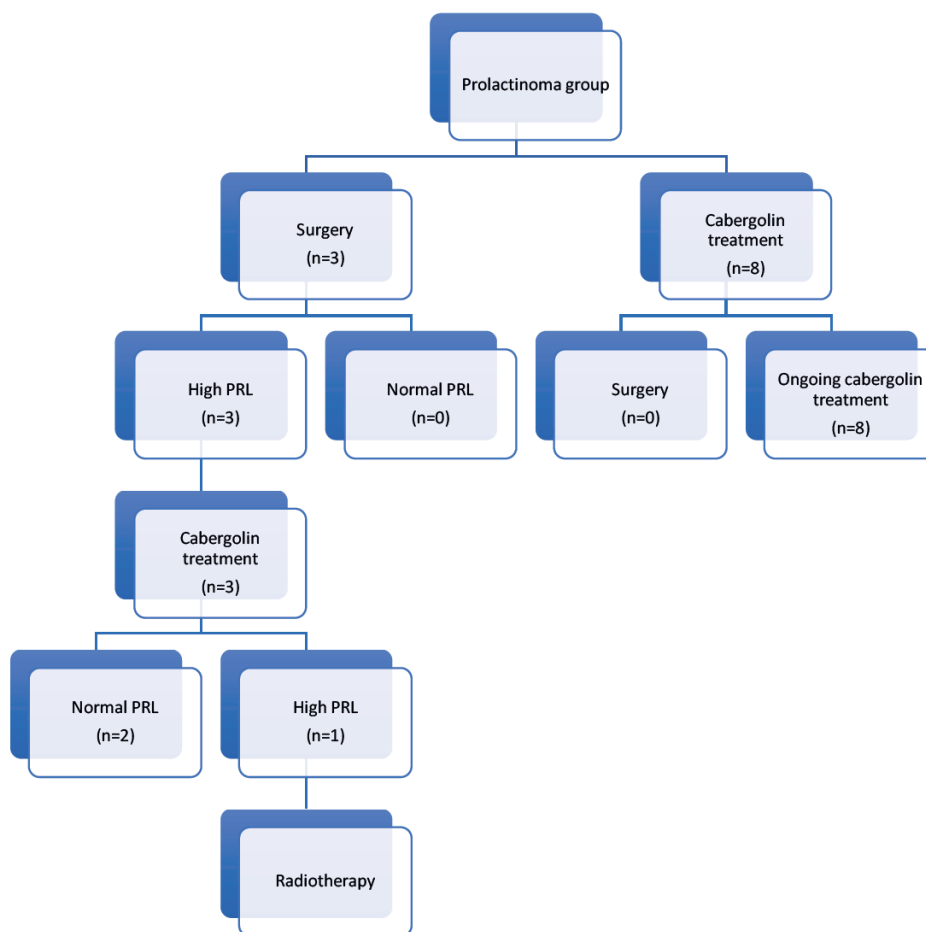 Prolactinoma group
Surgery
(n=3)
Cabergolin
treatment
(n=8)
High PRL
(n=3)
Normal PRL
(n=0)
Surgery
(n=0)
Ongoing cabergolin
treatment
(n=8)
Cabergolin
treatment
(n=3)
Normal PRL
(n=2)
High PRL
(n=1)
Radiotherapy